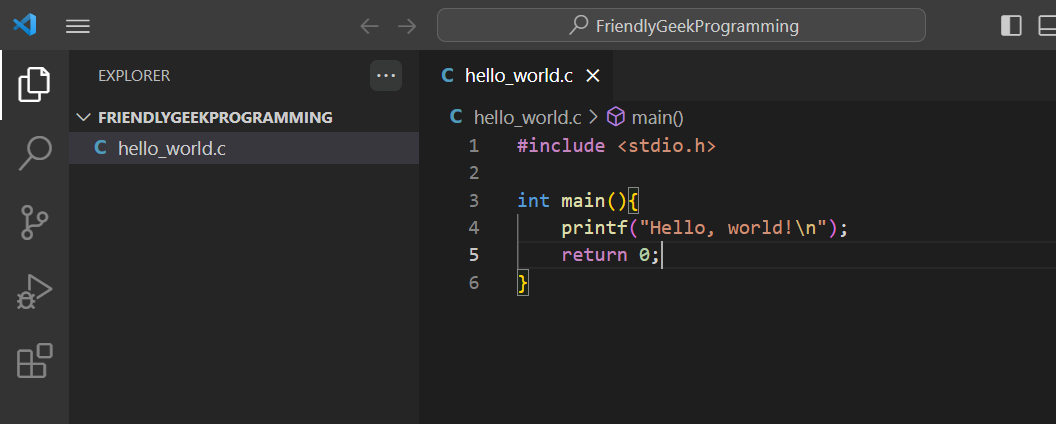 FriendlyGeekProgramming
EXPLORER ...
FRIENDLYGEEKPROGRAMMING
C hello_world.c
C hello_world.c ×
C hello_world.c > main()
1 #include <stdio.h>
2
3 int main(){
4     printf("Hello, world!\n");
5     return 0;
6 }